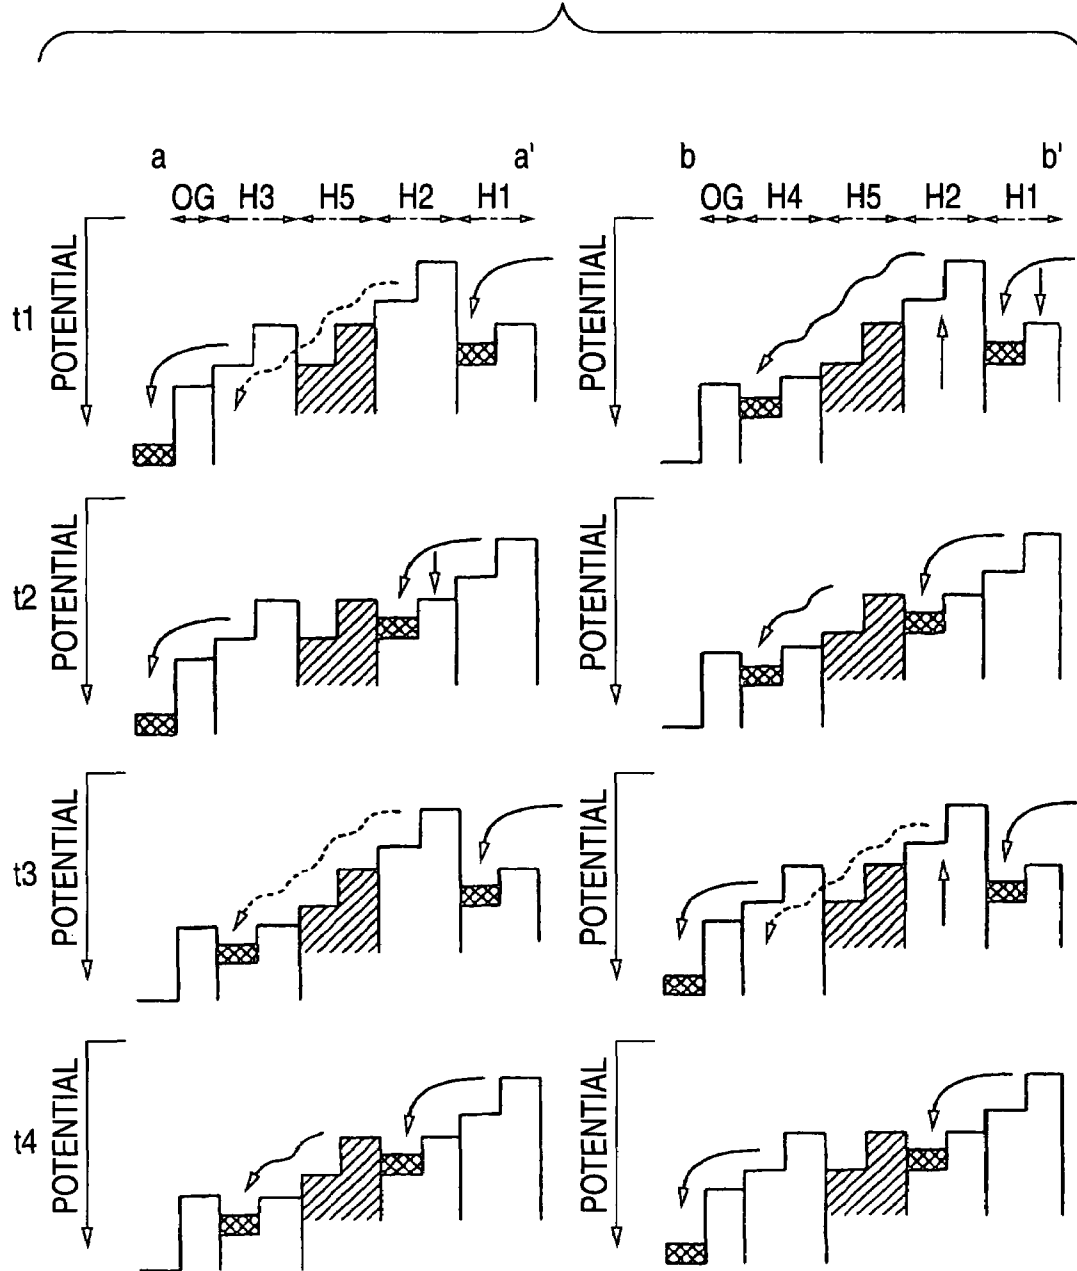 a a' b b'
OG H3 H5 H2 H1 OG H4 H5 H2 H1
t1 POTENTIAL POTENTIAL
t2 POTENTIAL POTENTIAL
t3 POTENTIAL POTENTIAL
t4 POTENTIAL POTENTIAL